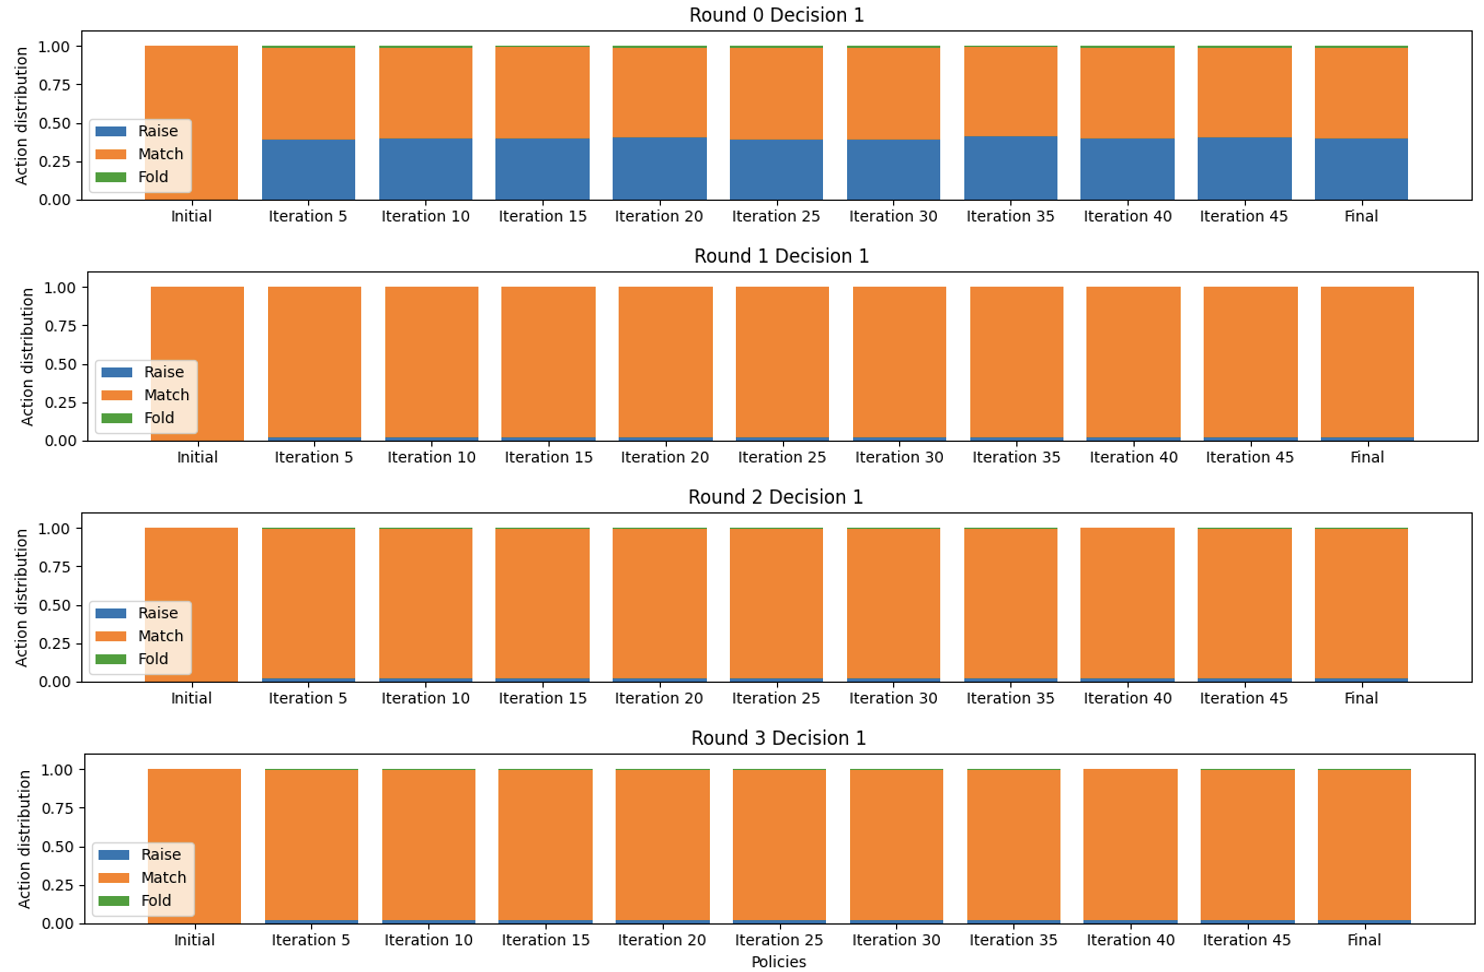 Round 0 Decision 1
Action distribution
1.00
0.75
0.50
0.25
0.00
Raise
Match
Fold
Initial Iteration 5 Iteration 10 Iteration 15 Iteration 20 Iteration 25 Iteration 30 Iteration 35 Iteration 40 Iteration 45 Final
Round 1 Decision 1
Action distribution
1.00
0.75
0.50
0.25
0.00
Raise
Match
Fold
Initial Iteration 5 Iteration 10 Iteration 15 Iteration 20 Iteration 25 Iteration 30 Iteration 35 Iteration 40 Iteration 45 Final
Round 2 Decision 1
Action distribution
1.00
0.75
0.50
0.25
0.00
Raise
Match
Fold
Initial Iteration 5 Iteration 10 Iteration 15 Iteration 20 Iteration 25 Iteration 30 Iteration 35 Iteration 40 Iteration 45 Final
Round 3 Decision 1
Action distribution
1.00
0.75
0.50
0.25
0.00
Raise
Match
Fold
Initial Iteration 5 Iteration 10 Iteration 15 Iteration 20 Iteration 25 Iteration 30 Iteration 35 Iteration 40 Iteration 45 Final
Policies